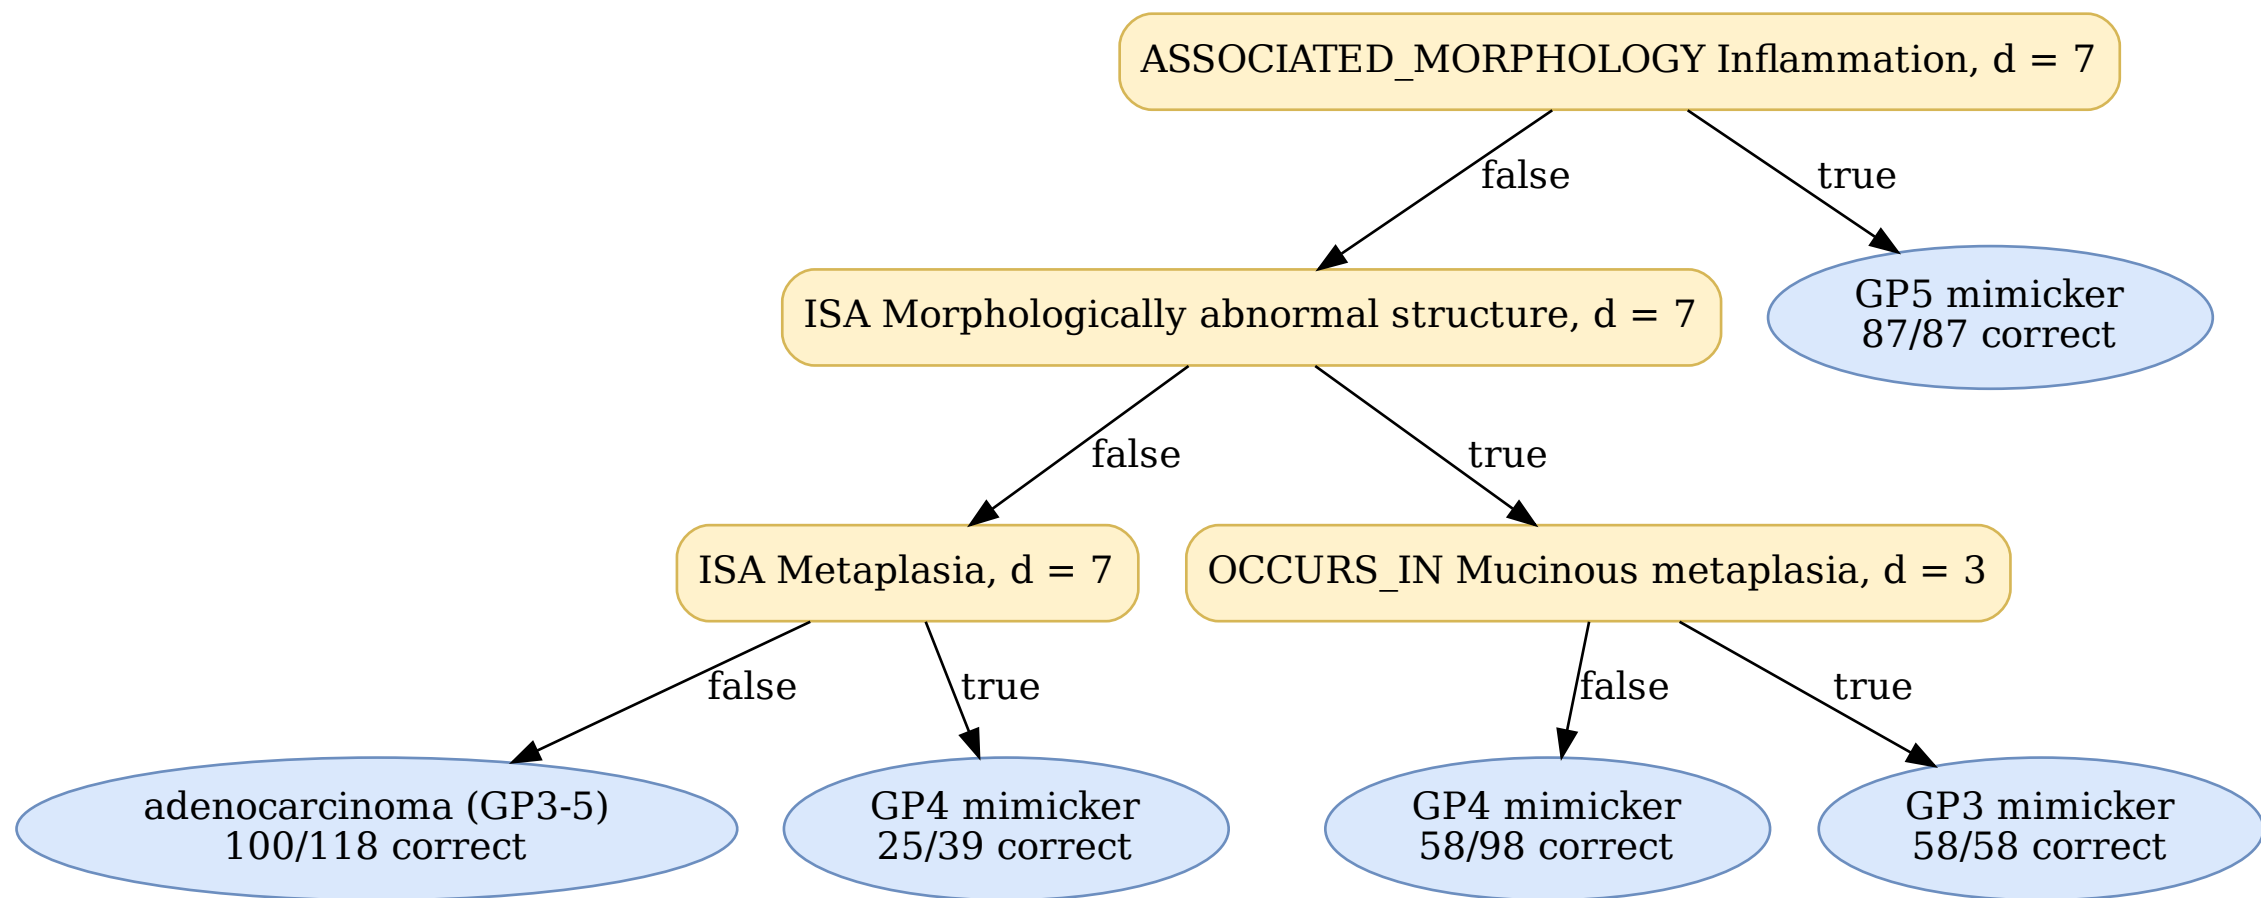 ASSOCIATED_MORPHOLOGY Inflammation, d = 7
false
true
ISA Morphologically abnormal structure, d = 7
GP5 mimicker
87/87 correct
false
true
ISA Metaplasia, d = 7
OCCURS_IN Mucinous metaplasia, d = 3
false
true
false
true
adenocarcinoma (GP3-5)
100/118 correct
GP4 mimicker
25/39 correct
GP4 mimicker
58/98 correct
GP3 mimicker
58/58 correct